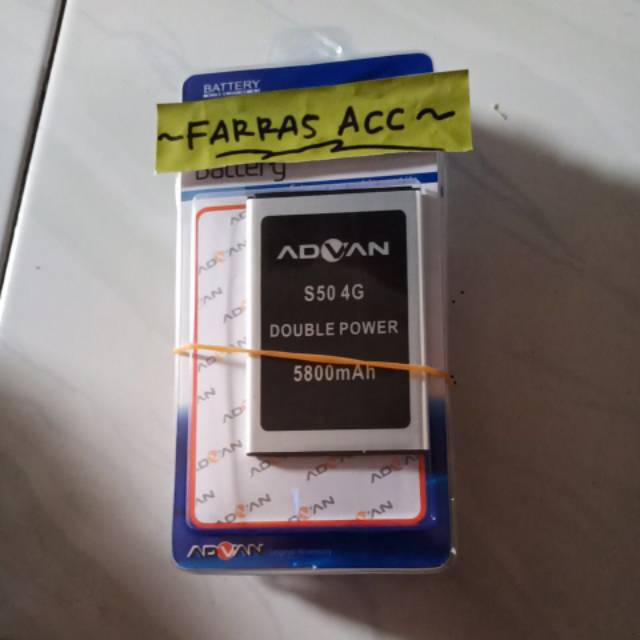 BATTERY
~FARRAS ACC~
Battery
ADVAN
S50 4G
DOUBLE POWER
5800mAh
ADVAN